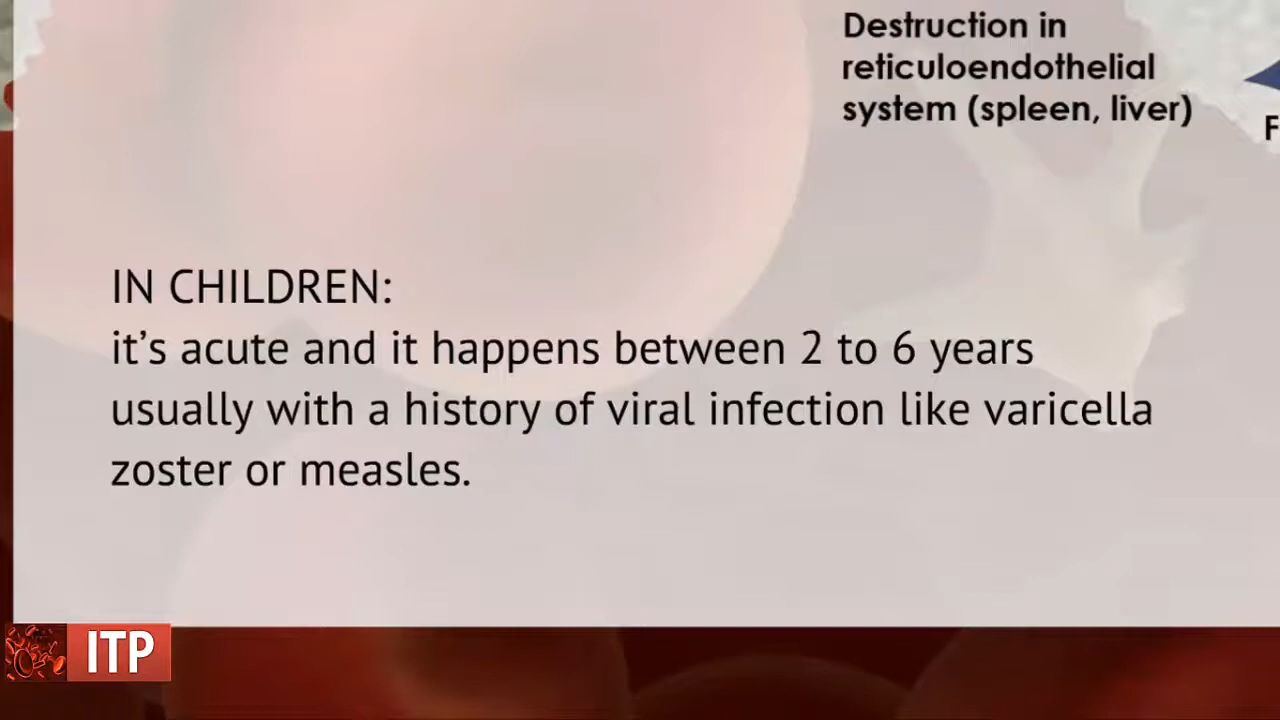 Destruction in
reticuloendothelial
system (spleen, liver)
F
IN CHILDREN:
it's acute and it happens between 2 to 6 years
usually with a history of viral infection like varicella
zoster or measles.
ITP